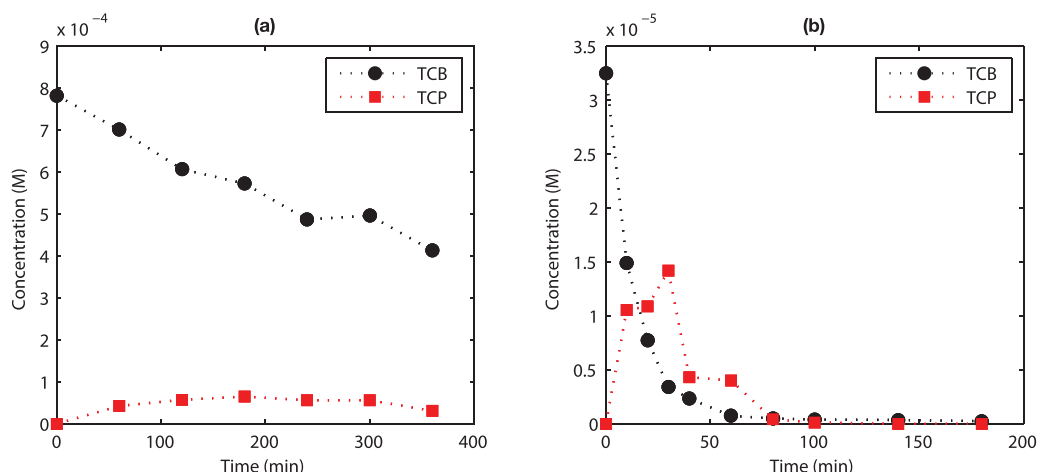 (a)
x 10⁻⁴
9
8
7
6
5
4
3
2
1
0
0 100 200 300 400
Time (min)
Concentration (M)
TCB
TCP
(b)
x 10⁻⁵
3.5
3
2.5
2
1.5
1
0.5
0
0 50 100 150 200
Time (min)
Concentration (M)
TCB
TCP